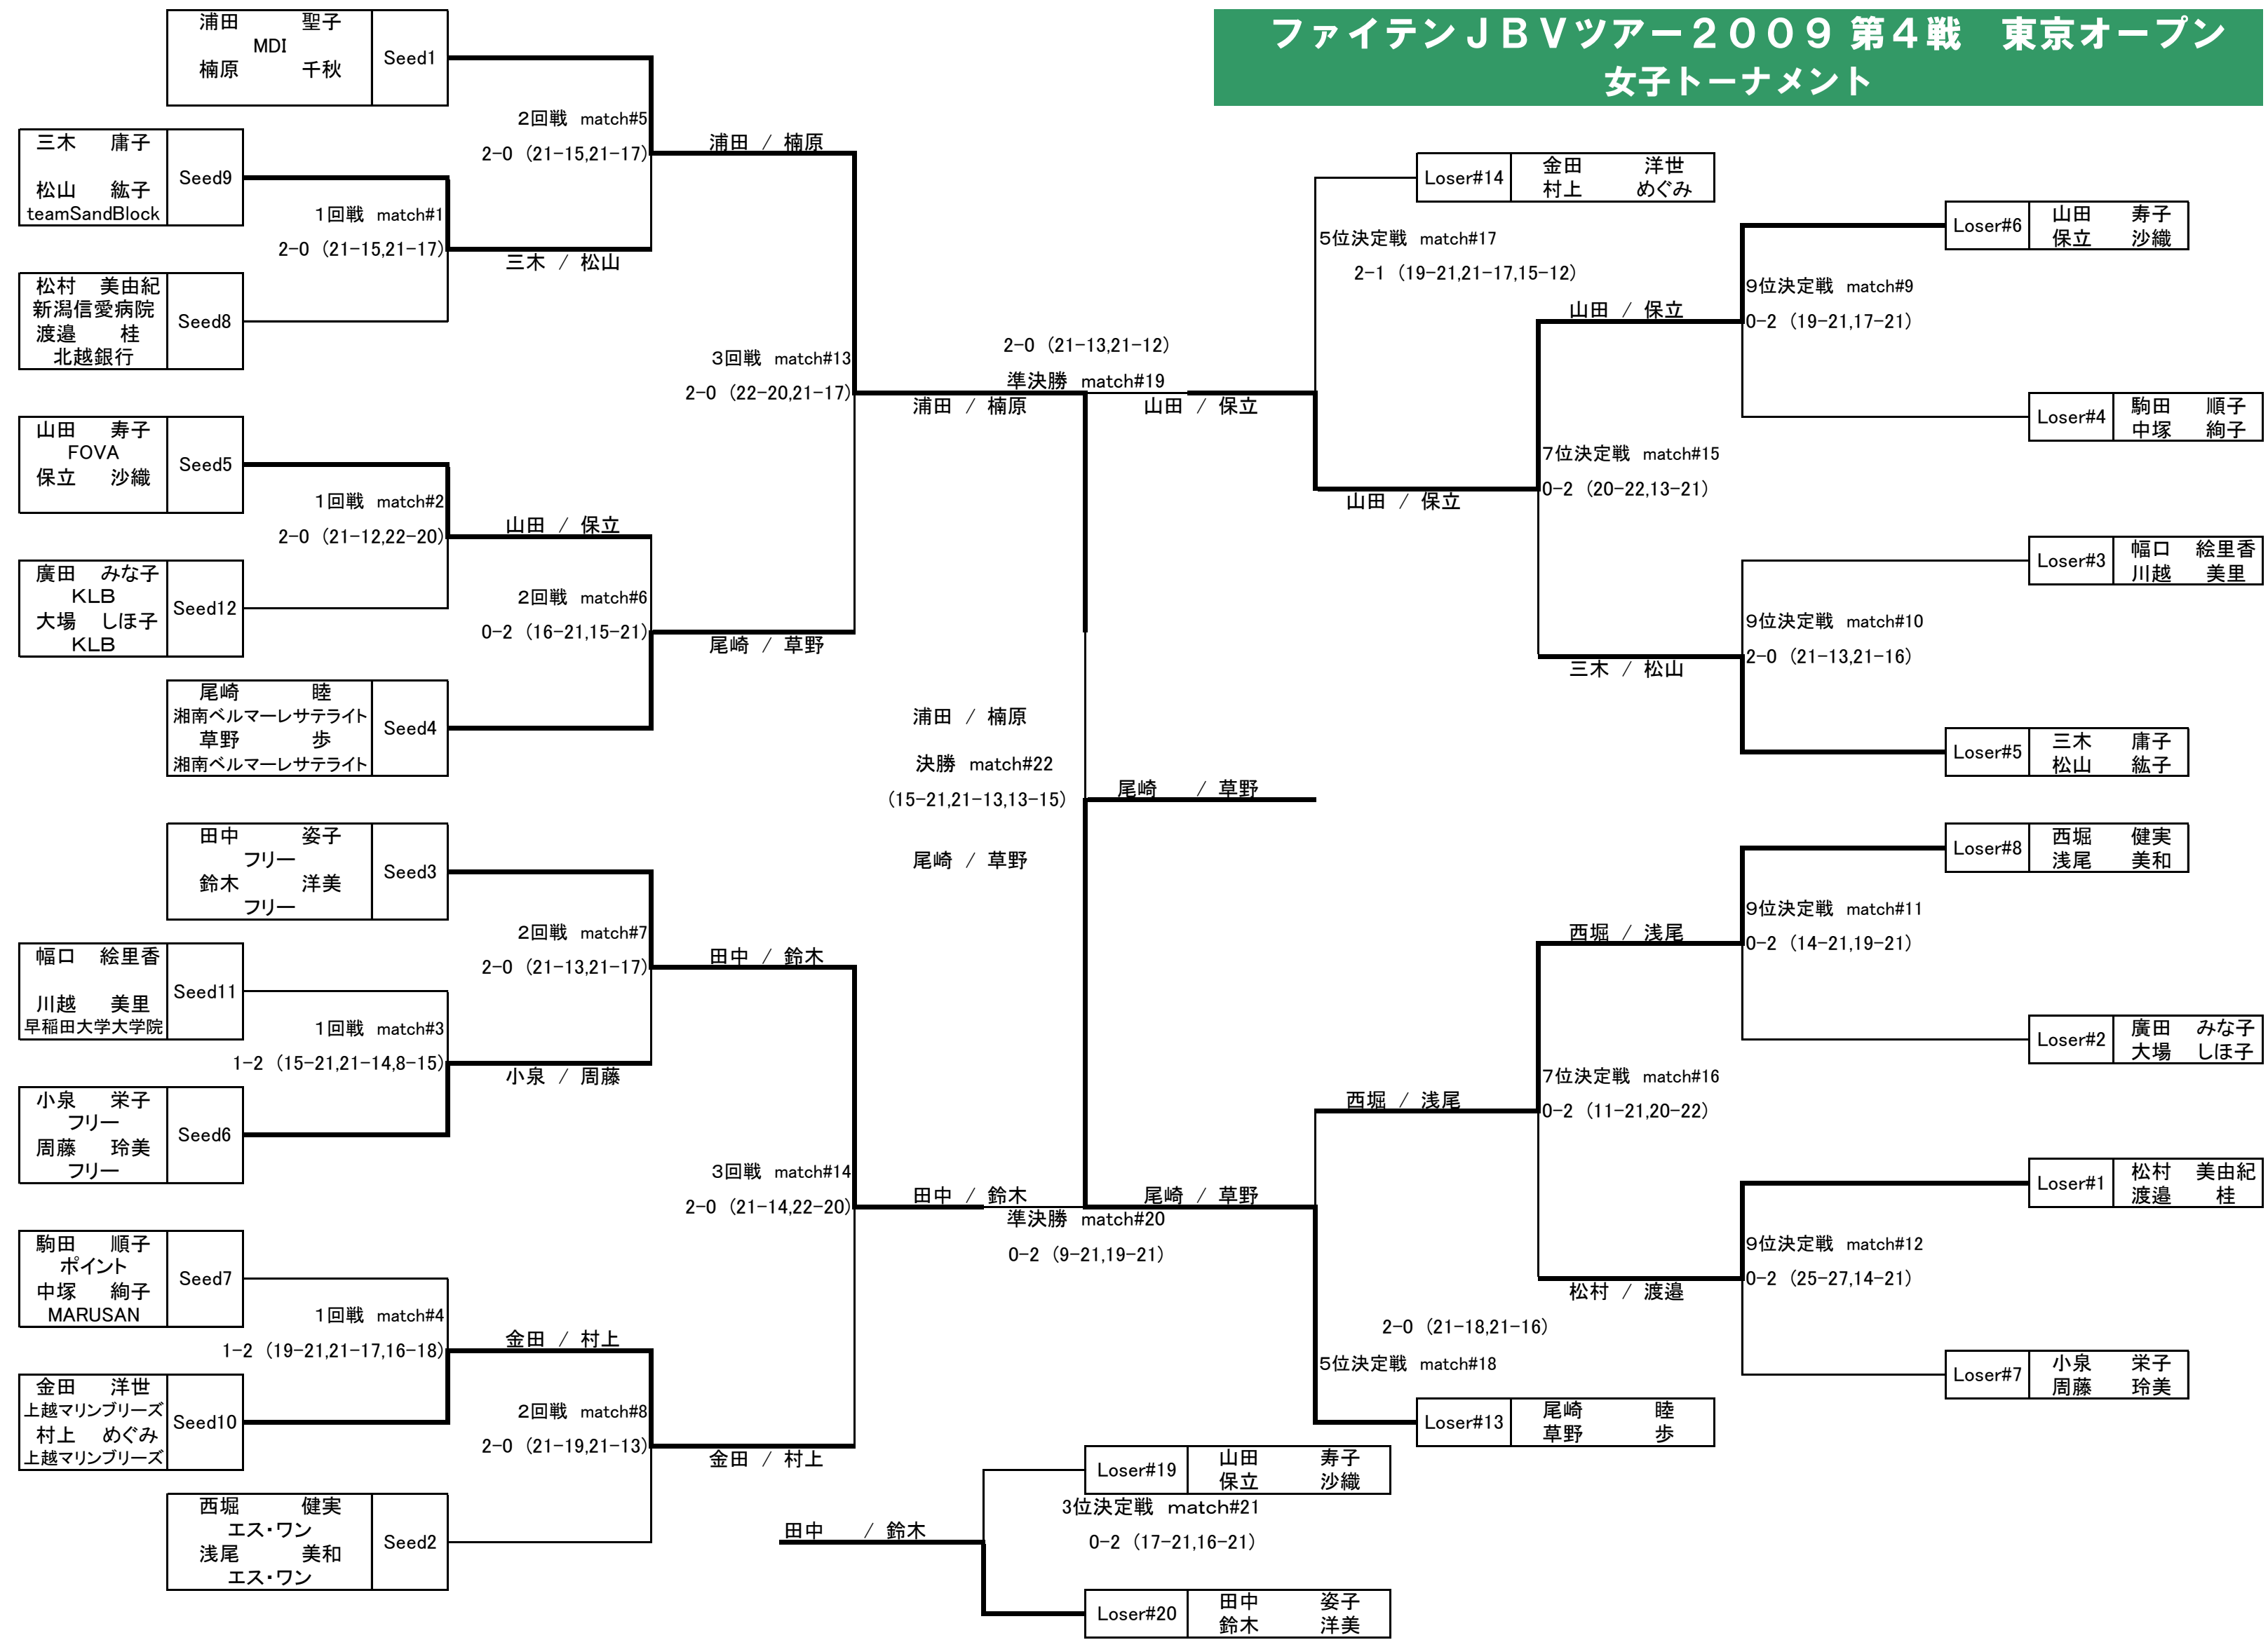 ファイテンＪＢＶツアー２００９ 第４戦　東京オープン
女子トーナメント
浦田　聖子
MDI
楠原　千秋
Seed1
三木　庸子
松山　紘子
teamSandBlock
Seed9
松村　美由紀
新潟信愛病院
渡邉　桂
北越銀行
Seed8
山田　寿子
FOVA
保立　沙織
Seed5
廣田　みな子
KLB
大場　しほ子
KLB
Seed12
尾崎　睦
湘南ベルマーレサテライト
草野　歩
湘南ベルマーレサテライト
Seed4
田中　姿子
フリー
鈴木　洋美
フリー
Seed3
幅口　絵里香
川越　美里
早稲田大学大学院
Seed11
小泉　栄子
フリー
周藤　玲美
フリー
Seed6
駒田　順子
ポイント
中塚　絢子
MARUSAN
Seed7
金田　洋世
上越マリンブリーズ
村上　めぐみ
上越マリンブリーズ
Seed10
西堀　健実
エス・ワン
浅尾　美和
エス・ワン
Seed2
１回戦　match#1
2-0（21-15,21-17）
三木 / 松山
１回戦　match#2
2-0（21-12,22-20）
山田 / 保立
１回戦　match#3
1-2（15-21,21-14,8-15）
小泉 / 周藤
１回戦　match#4
1-2（19-21,21-17,16-18）
金田 / 村上
２回戦　match#5
2-0（21-15,21-17）
浦田 / 楠原
２回戦　match#6
0-2（16-21,15-21）
尾崎 / 草野
２回戦　match#7
2-0（21-13,21-17）
田中 / 鈴木
２回戦　match#8
2-0（21-19,21-13）
金田 / 村上
３回戦　match#13
2-0（22-20,21-17）
浦田 / 楠原
３回戦　match#14
2-0（21-14,22-20）
田中 / 鈴木
2-0（21-13,21-12）
準決勝　match#19
山田 / 保立
浦田 / 楠原
決勝　match#22
（15-21,21-13,13-15）
尾崎 / 草野
尾崎 / 草野
尾崎 / 草野
準決勝　match#20
0-2（9-21,19-21）
Loser#14
金田　洋世
村上　めぐみ
５位決定戦　match#17
2-1（19-21,21-17,15-12）
山田 / 保立
Loser#6
山田　寿子
保立　沙織
９位決定戦　match#9
0-2（19-21,17-21）
山田 / 保立
Loser#4
駒田　順子
中塚　絢子
７位決定戦　match#15
0-2（20-22,13-21）
Loser#3
幅口　絵里香
川越　美里
９位決定戦　match#10
2-0（21-13,21-16）
三木 / 松山
Loser#5
三木　庸子
松山　紘子
Loser#8
西堀　健実
浅尾　美和
９位決定戦　match#11
0-2（14-21,19-21）
西堀 / 浅尾
Loser#2
廣田　みな子
大場　しほ子
７位決定戦　match#16
0-2（11-21,20-22）
西堀 / 浅尾
Loser#1
松村　美由紀
渡邉　桂
９位決定戦　match#12
0-2（25-27,14-21）
松村 / 渡邉
Loser#7
小泉　栄子
周藤　玲美
2-0（21-18,21-16）
５位決定戦　match#18
Loser#13
尾崎　睦
草野　歩
Loser#19
山田　寿子
保立　沙織
3位決定戦　match#21
0-2（17-21,16-21）
田中 / 鈴木
Loser#20
田中　姿子
鈴木　洋美